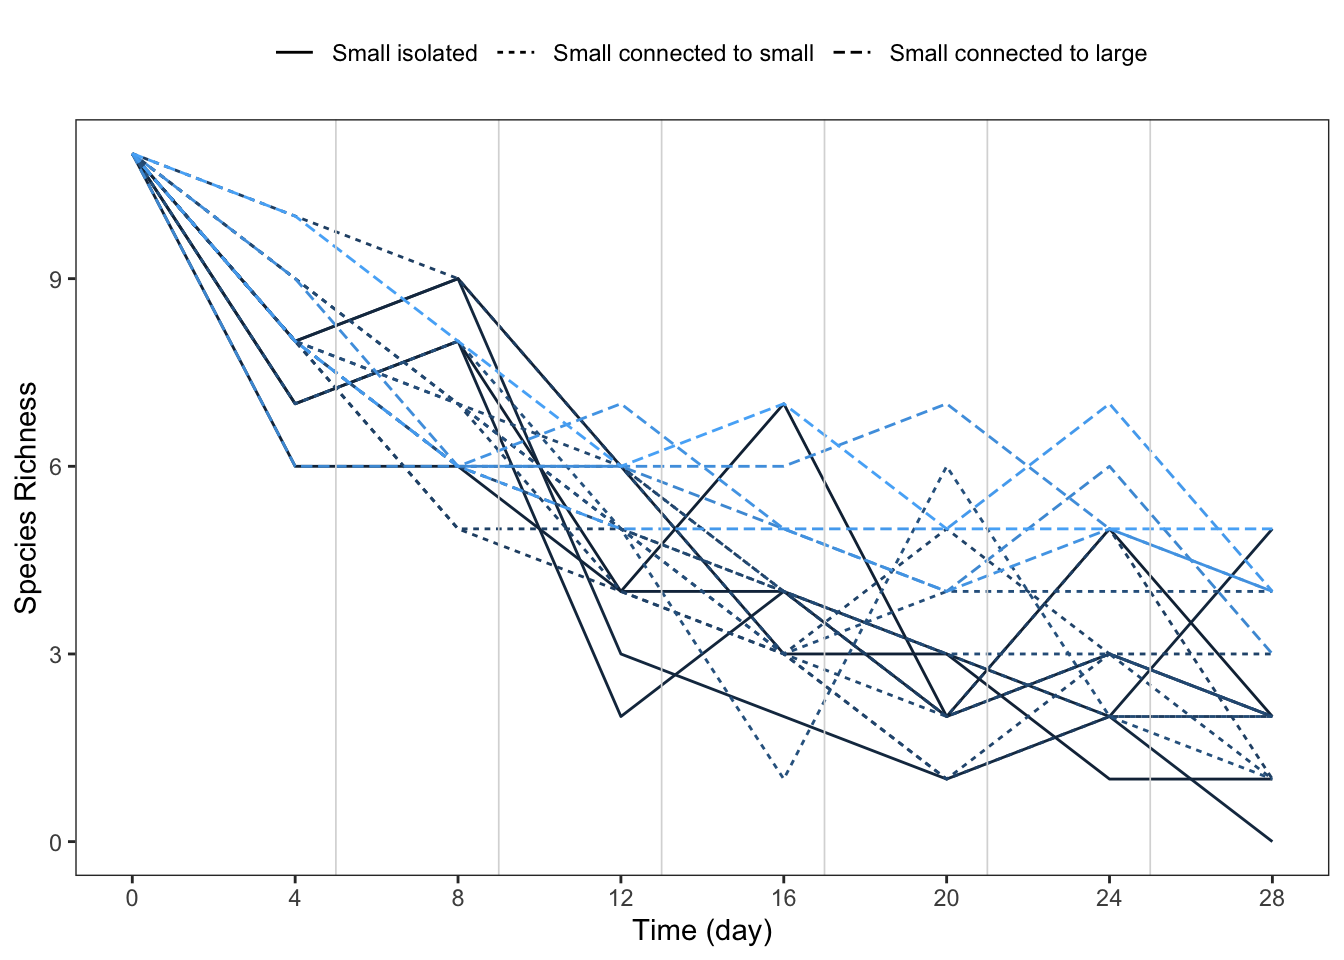 Small isolated Small connected to small Small connected to large
Species Richness
9
6
3
0
0 4 8 12 16 20 24 28
Time (day)